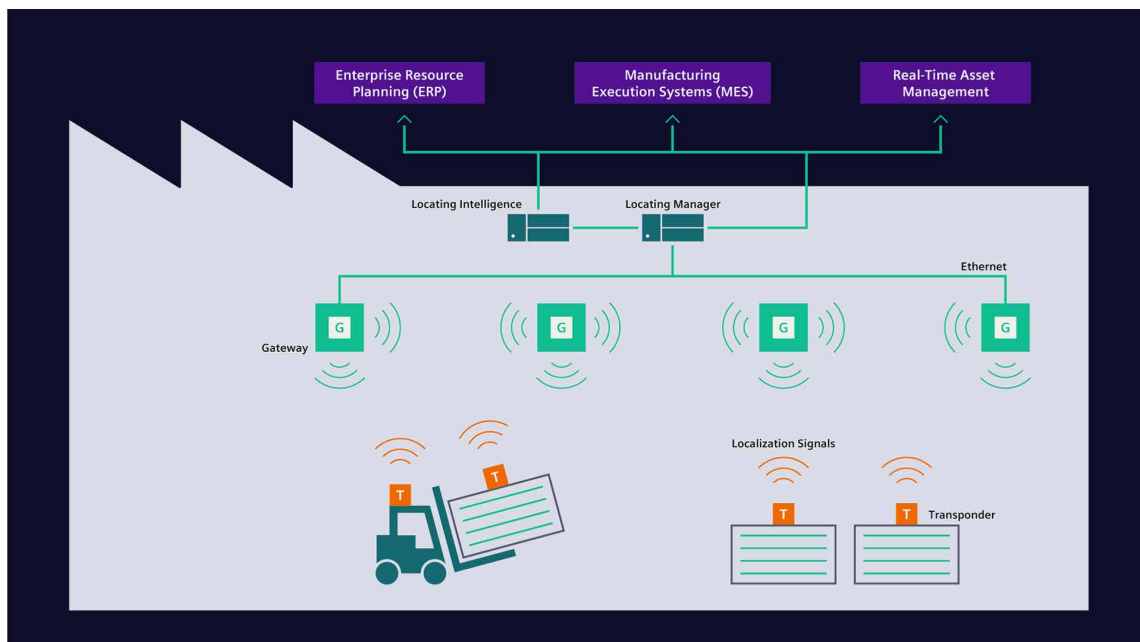 Enterprise Resource
Planning (ERP)
Manufacturing
Execution Systems (MES)
Real-Time Asset
Management
Locating Intelligence
Locating Manager
Ethernet
G
G
G
G
Gateway
Localization Signals
T
T
T
T
Transponder